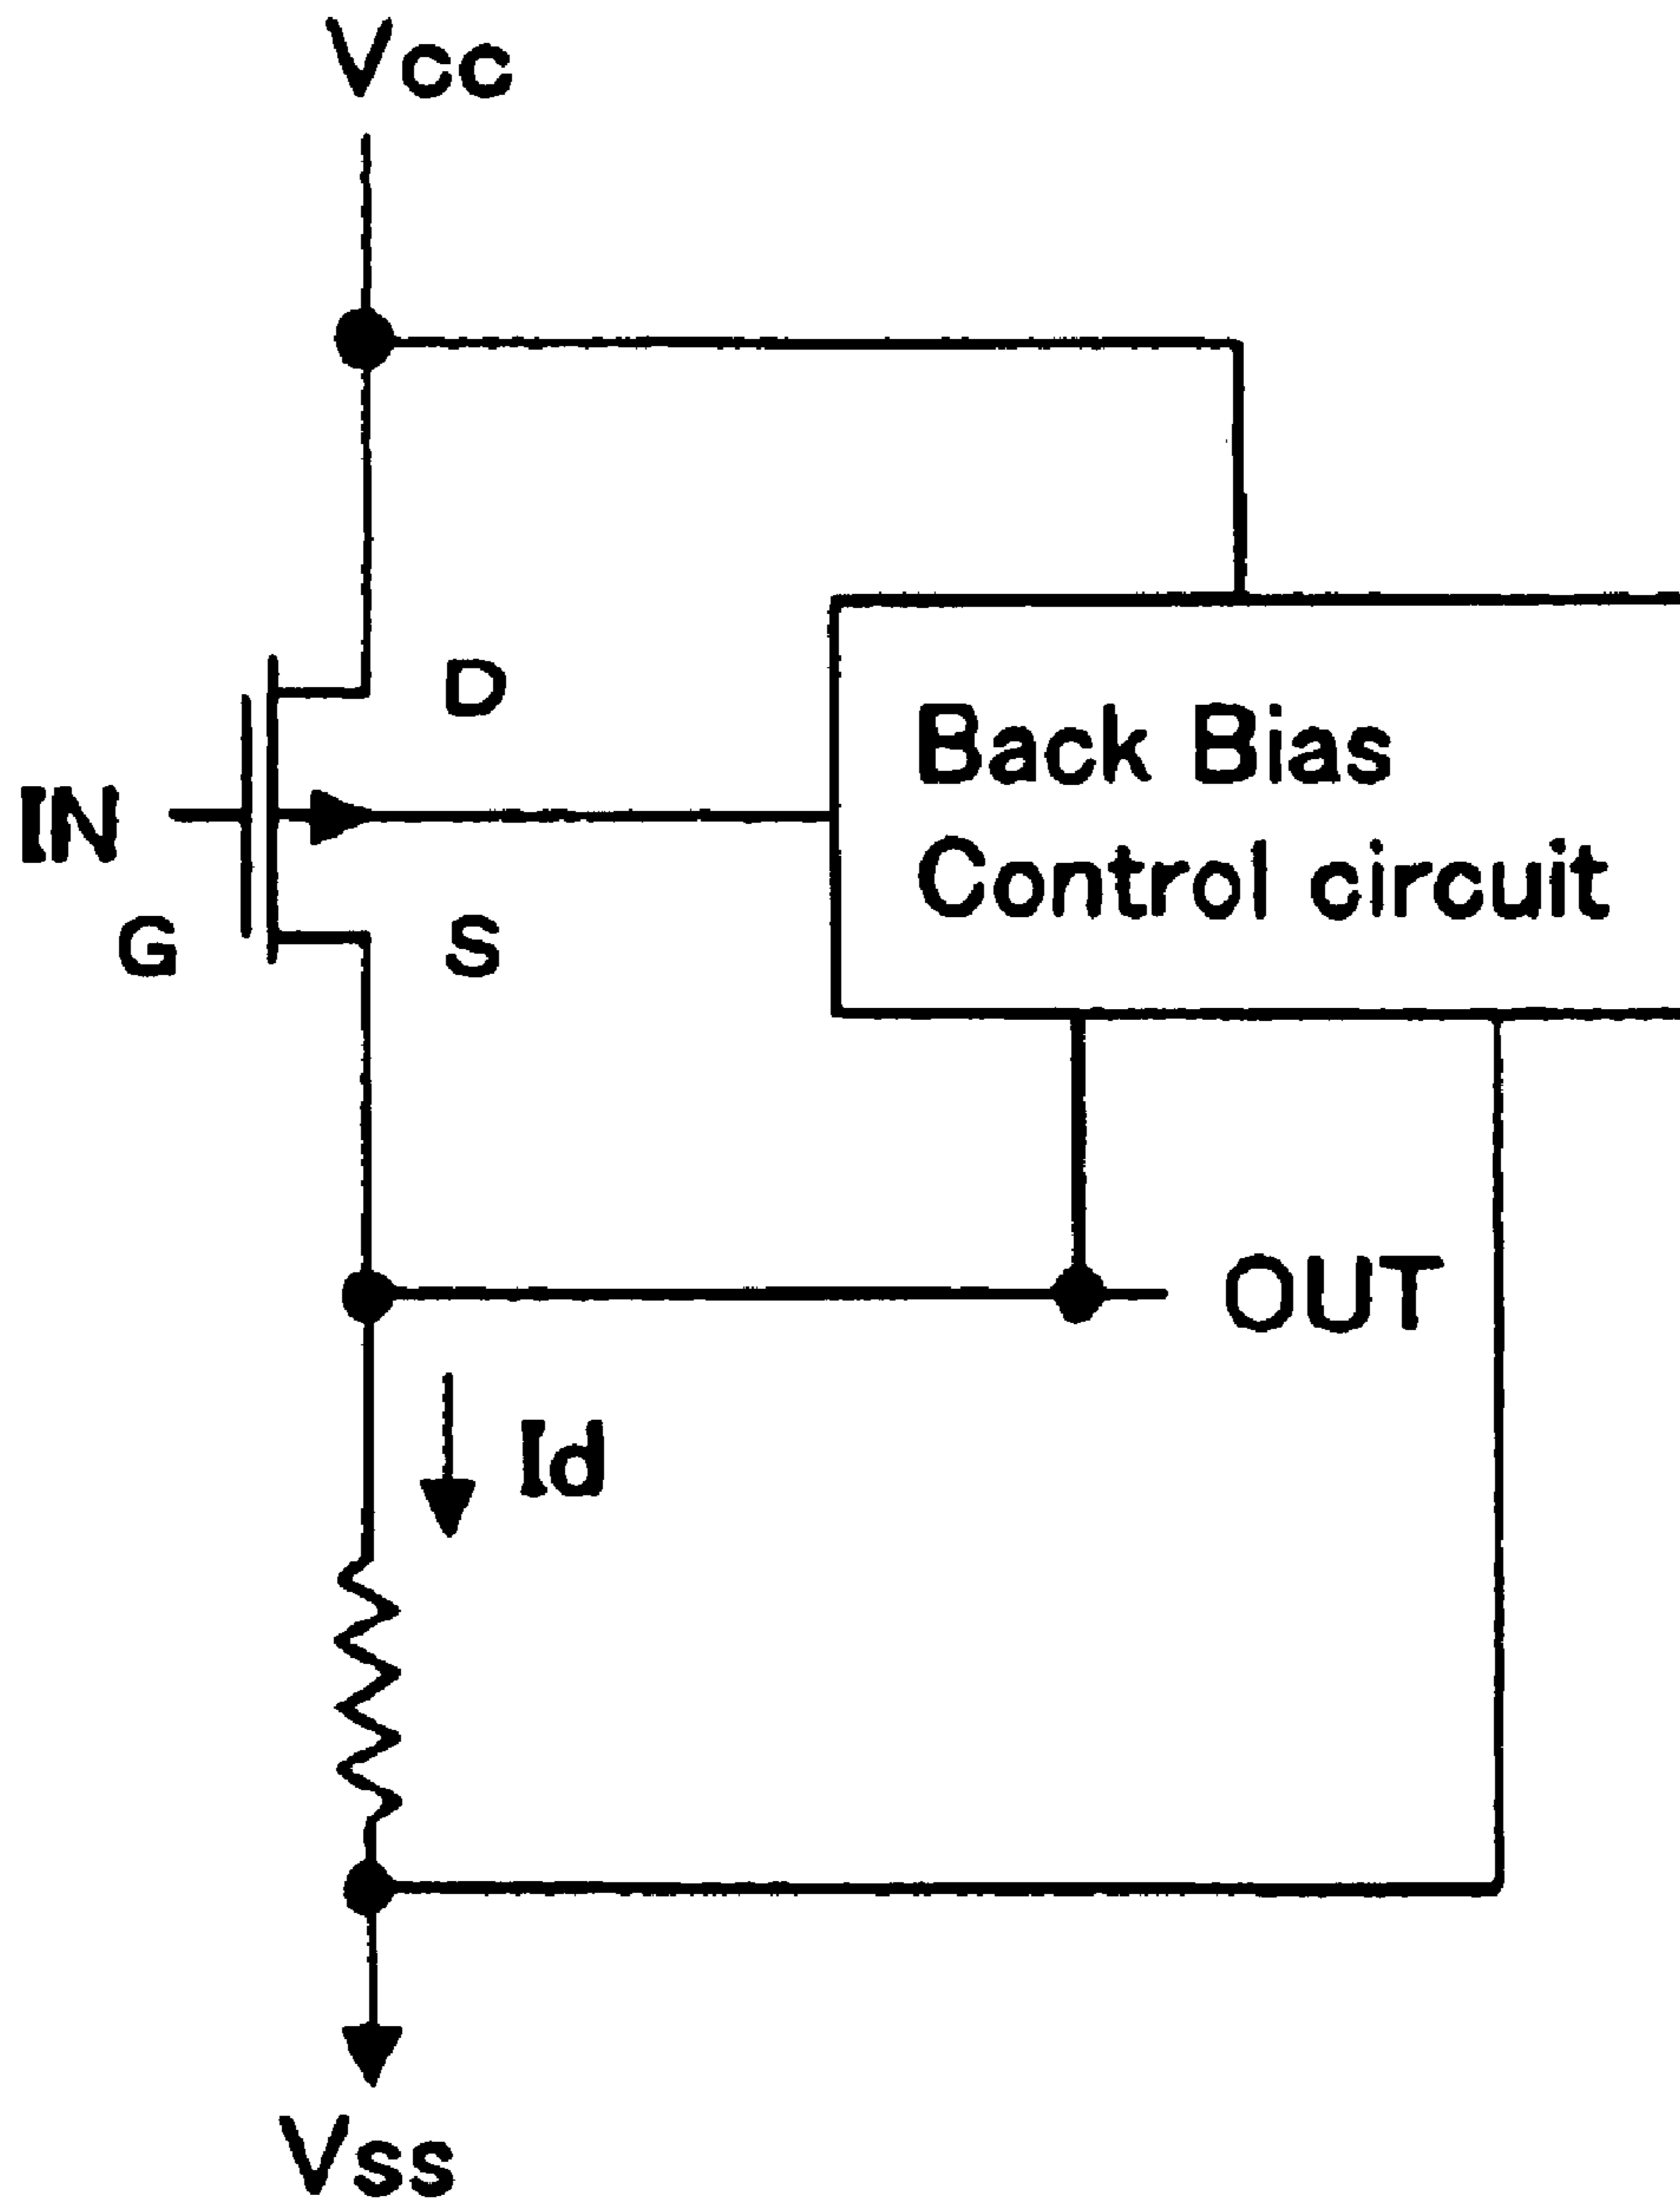 Vcc
D
Back Bias
IN
Control circuit
G
S
OUT
Id
Vss